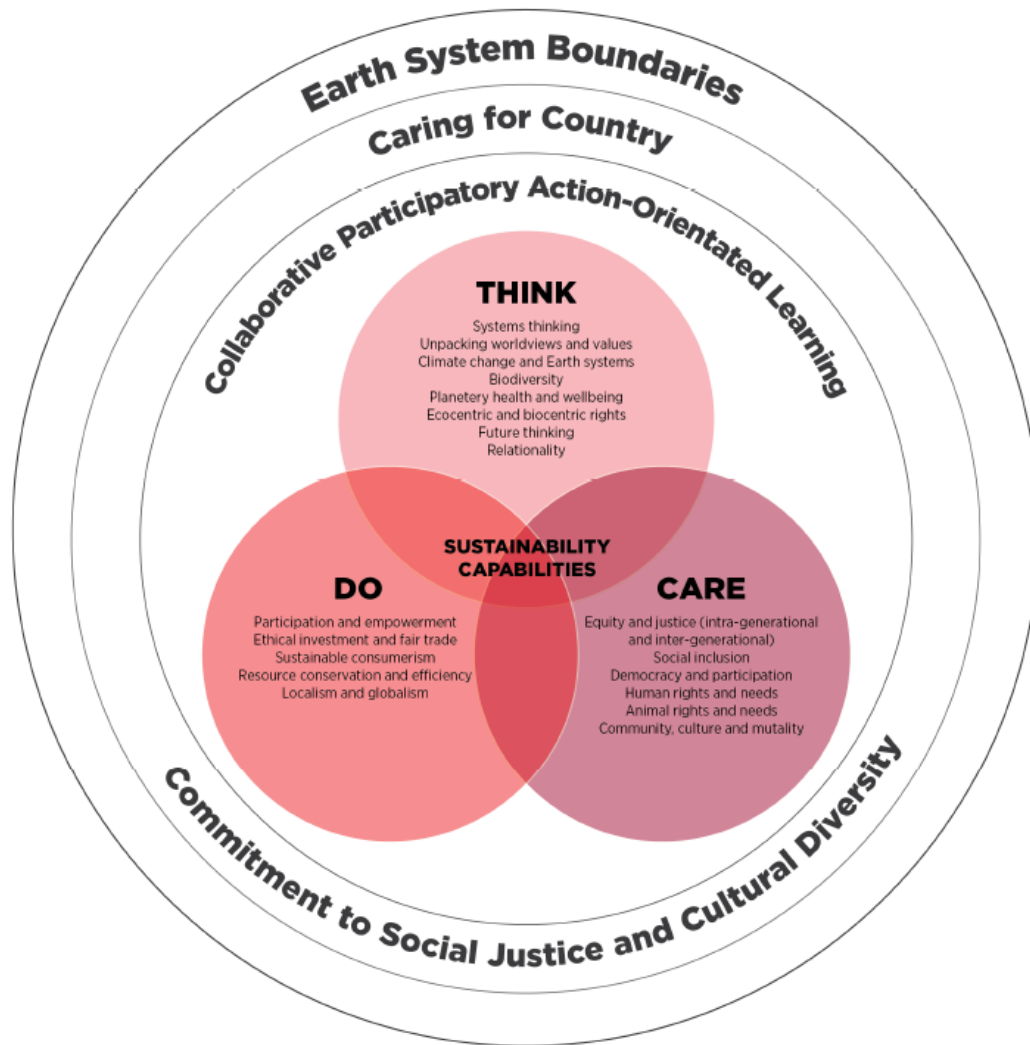 Earth System Boundaries
Caring for Country
Collaborative Participatory Action-Orientated Learning
THINK
Systems thinking
Unpacking worldviews and values
Climate change and Earth systems
Biodiversity
Planetery health and wellbeing
Ecocentric and biocentric rights
Future thinking
Relationality
SUSTAINABILITY
CAPABILITIES
DO
Participation and empowerment
Ethical investment and fair trade
Sustainable consumerism
Resource conservation and efficiency
Localism and globalism
CARE
Equity and justice (intra-generational
and inter-generational)
Social inclusion
Democracy and participation
Human rights and needs
Animal rights and needs
Community, culture and mutality
Commitment to Social Justice and Cultural Diversity